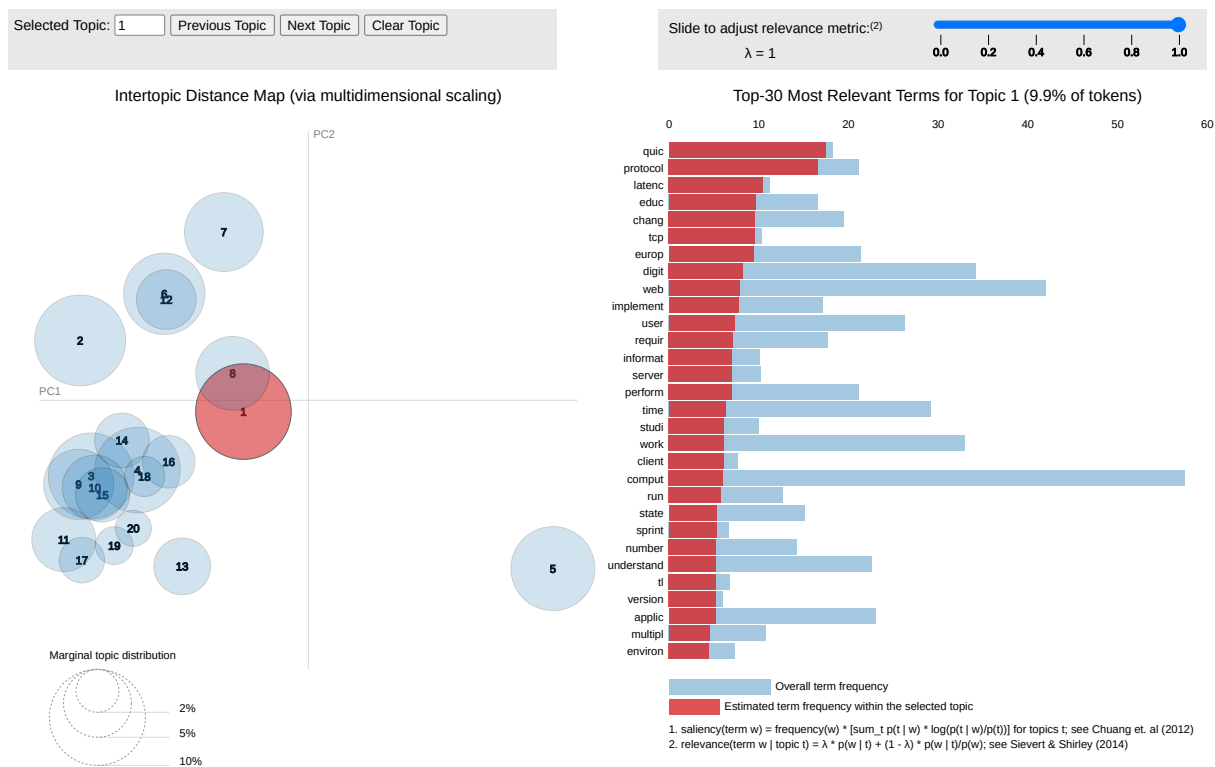 Selected Topic: 1 Previous Topic Next Topic Clear Topic
Slide to adjust relevance metric:(2)
λ = 1
0.0 0.2 0.4 0.6 0.8 1.0
Intertopic Distance Map (via multidimensional scaling)
PC2
PC1
7
6
12
2
8
1
14
16
4
18
3
9
10
15
20
11
19
17
13
5
Marginal topic distribution
2%
5%
10%
Top-30 Most Relevant Terms for Topic 1 (9.9% of tokens)
0 10 20 30 40 50 60
quic
protocol
latenc
educ
chang
tcp
europ
digit
web
implement
user
requir
informat
server
perform
time
studi
work
client
comput
run
state
sprint
number
understand
tl
version
applic
multipl
environ
Overall term frequency
Estimated term frequency within the selected topic
1. saliency(term w) = frequency(w) * [sum_t p(t | w) * log(p(t | w)/p(t))] for topics t; see Chuang et. al (2012)
2. relevance(term w | topic t) = λ * p(w | t) + (1 - λ) * p(w | t)/p(w); see Sievert & Shirley (2014)